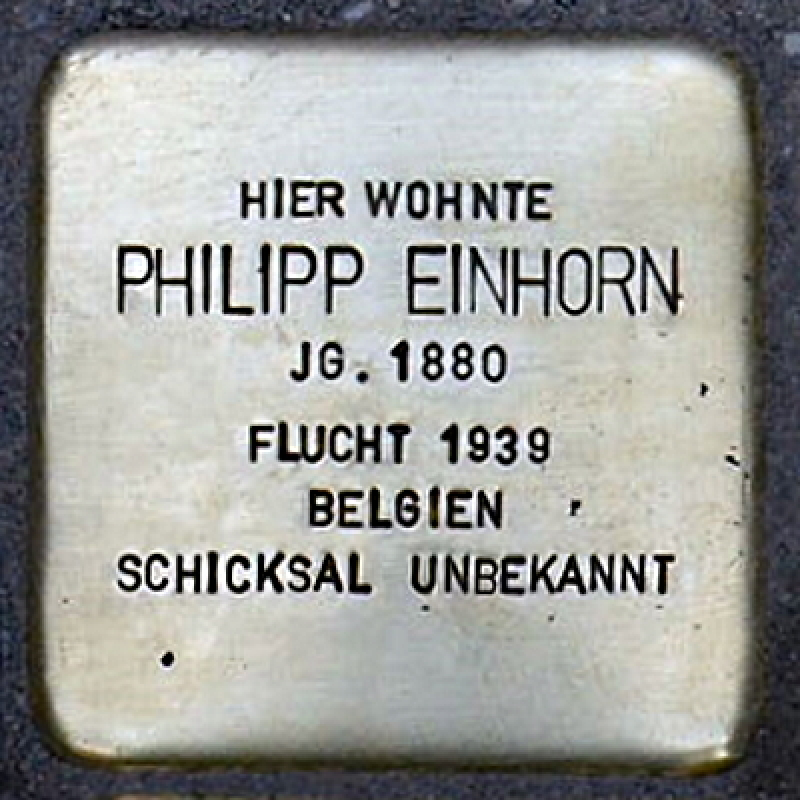 HIER WOHNTE
PHILIPP EINHORN
JG. 1880
FLUCHT 1939
BELGIEN
SCHICKSAL UNBEKANNT